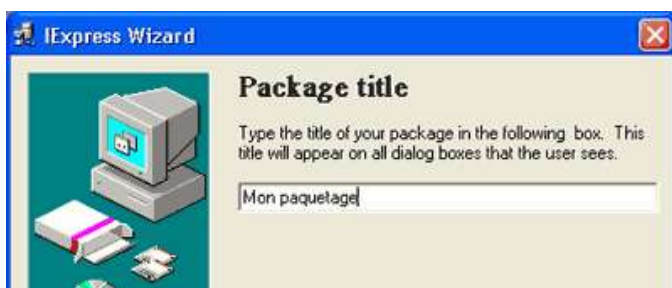 IExpress Wizard
Package title
Type the title of your package in the following box. This
title will appear on all dialog boxes that the user sees.
Mon paquetage